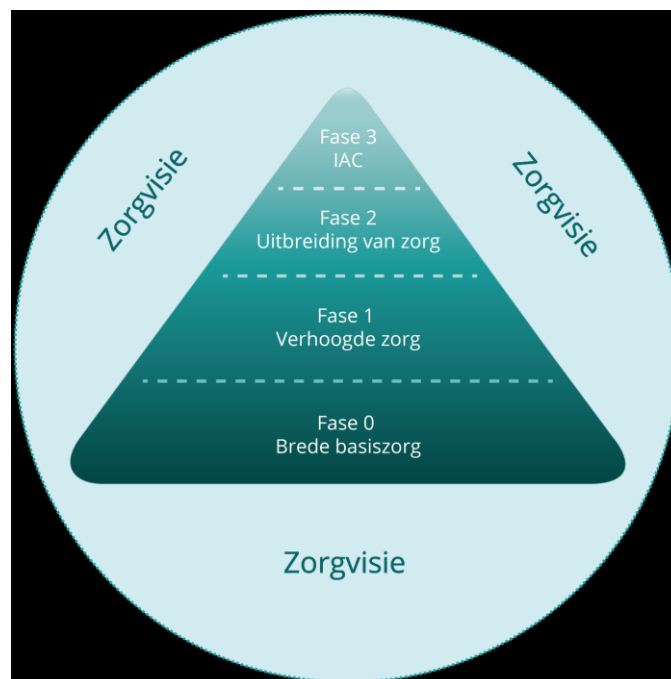 Zorgvisie
Zorgvisie
Fase 3
IAC
Fase 2
Uitbreiding van zorg
Fase 1
Verhoogde zorg
Fase 0
Brede basiszorg
Zorgvisie